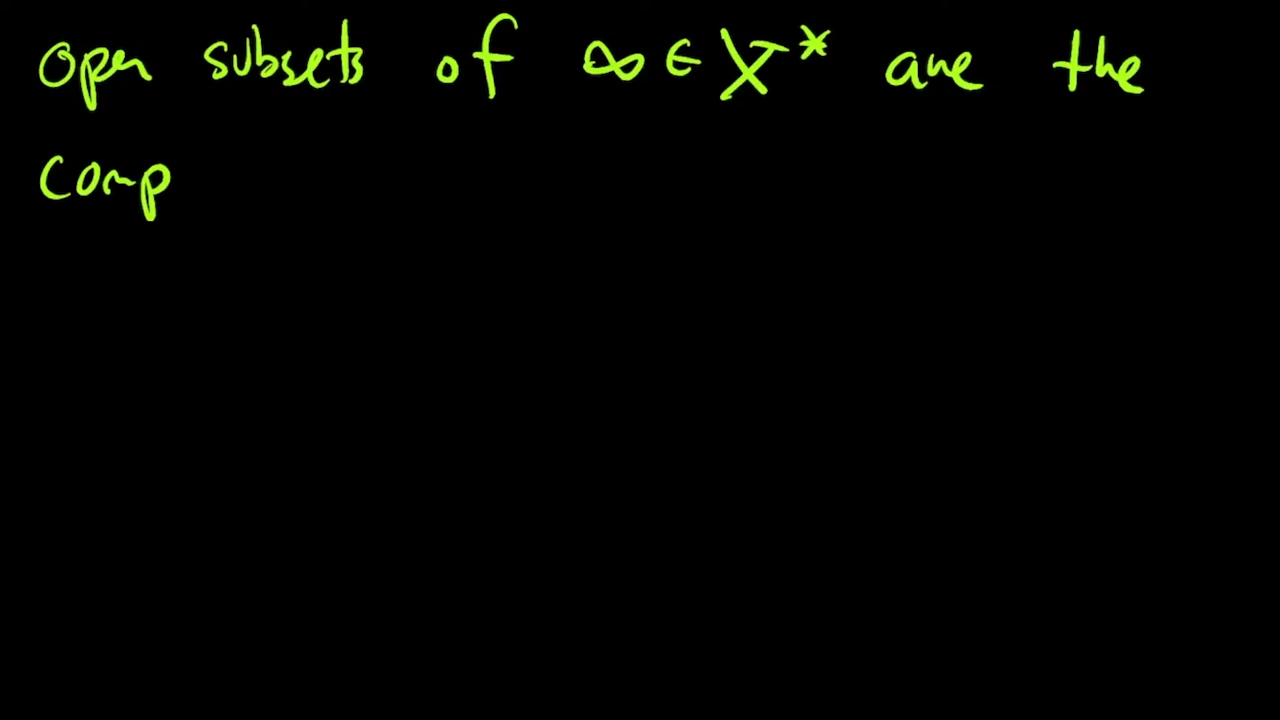 open subsets of ∞ ∈ X* are the
comp